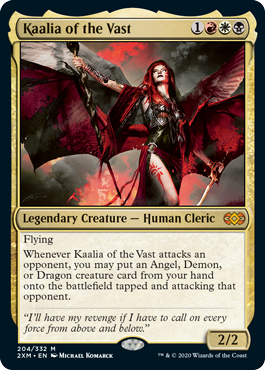 Kaalia of the Vast 1
Legendary Creature — Human Cleric
Flying
Whenever Kaalia of the Vast attacks an
opponent, you may put an Angel, Demon,
or Dragon creature card from your hand
onto the battlefield tapped and attacking that
opponent.
“I’ll have my revenge if I have to call on every
force from above and below.”
2/2
204/332 M
2XM • EN MICHAEL KOMARCK
™ & © 2020 Wizards of the Coast